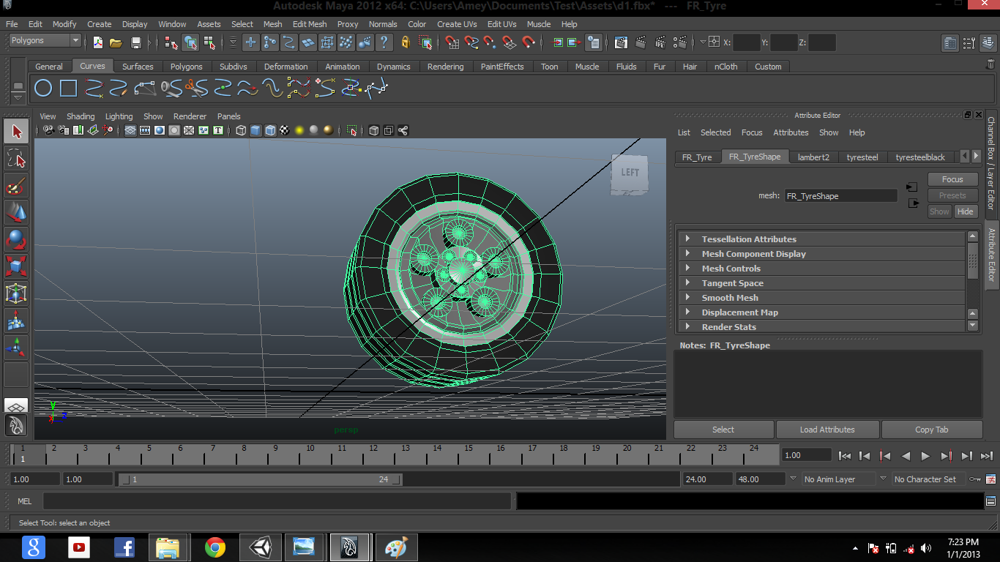 Autodesk Maya 2012 x64: C:\Users\Amey\Documents\Test\Assets\d1.fbx* --- FR_Tyre
File Edit Modify Create Display Window Assets Select Mesh Edit Mesh Proxy Normals Color Create UVs Edit UVs Muscle Help
Polygons X: Y: Z:
General Curves Surfaces Polygons Subdivs Deformation Animation Dynamics Rendering PaintEffects Toon Muscle Fluids Fur Hair nCloth Custom
View Shading Lighting Show Renderer Panels
LEFT
y
x
z
persp
Attribute Editor
List Selected Focus Attributes Show Help
FR_Tyre FR_TyreShape lambert2 tyresteel tyresteelblack
mesh: FR_TyreShape
Focus
Presets
Show Hide
Tessellation Attributes
Mesh Component Display
Mesh Controls
Tangent Space
Smooth Mesh
Displacement Map
Render Stats
Notes: FR_TyreShape
Select Load Attributes Copy Tab
Channel Box / Layer Editor
Attribute Editor
1 2 3 4 5 6 7 8 9 10 11 12 13 14 15 16 17 18 19 20 21 22 23 24
1
1.00
1.00 1.00 1 24 24.00 48.00 No Anim Layer No Character Set
MEL
Select Tool: select an object
7:23 PM
1/1/2013